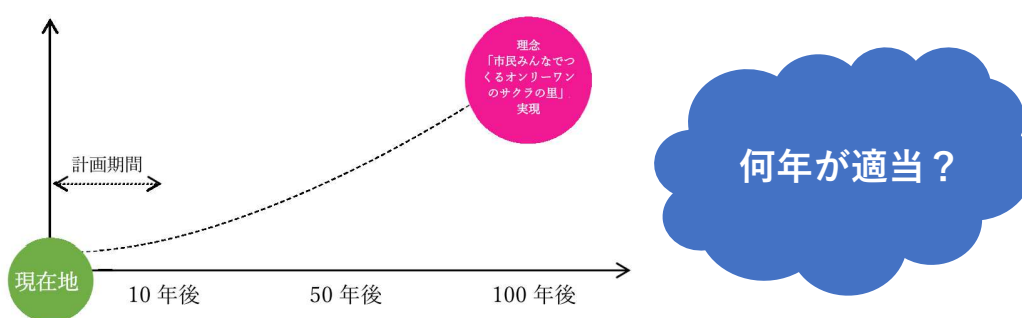 理念
「市民みんなでつ
くるオンリーワン
のサクラの里」
実現
計画期間
何年が適当？
現在地
10 年後
50 年後
100 年後